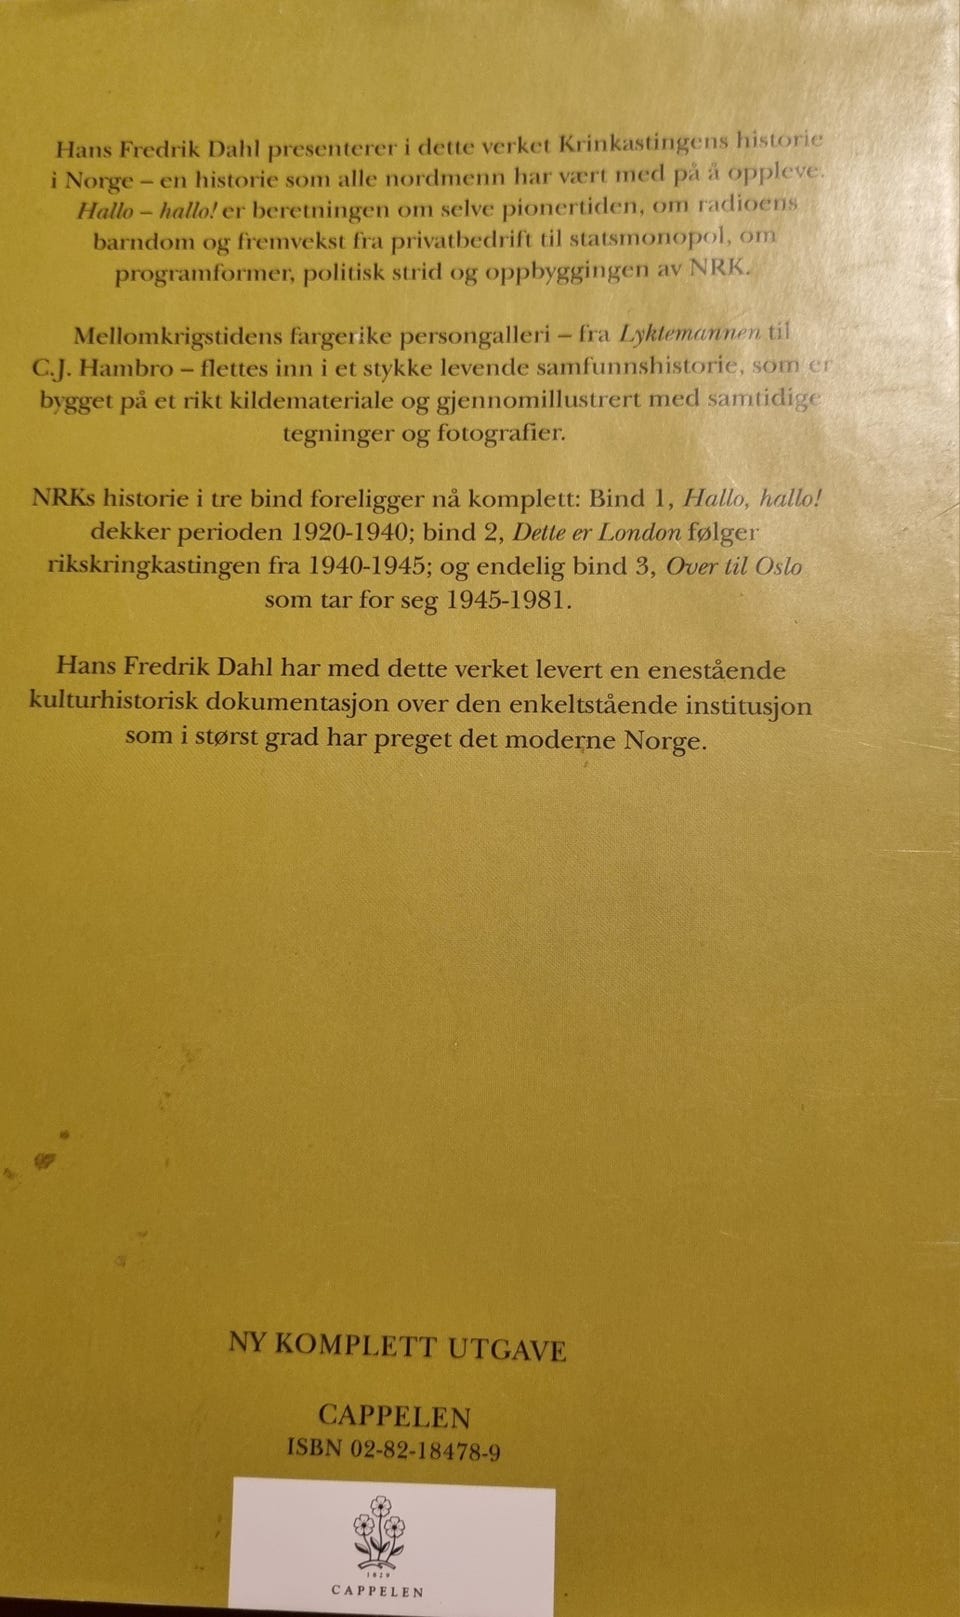 Hans Fredrik Dahl presenterer i dette verket Krinkastingens historie
i Norge – en historie som alle nordmenn har vært med på å oppleve.
Hallo – hallo! er beretningen om selve pionertiden, om radioens
barndom og fremvekst fra privatbedrift til statsmonopol, om
programformer, politisk strid og oppbyggingen av NRK.
Mellomkrigstidens fargerike persongalleri – fra Lyktemannen til
C.J. Hambro – flettes inn i et stykke levende samfunnshistorie, som er
bygget på et rikt kildemateriale og gjennomillustrert med samtidige
tegninger og fotografier.
NRKs historie i tre bind foreligger nå komplett: Bind 1, Hallo, hallo!
dekker perioden 1920-1940; bind 2, Dette er London følger
rikskringkastingen fra 1940-1945; og endelig bind 3, Over til Oslo
som tar for seg 1945-1981.
Hans Fredrik Dahl har med dette verket levert en enestående
kulturhistorisk dokumentasjon over den enkeltstående institusjon
som i størst grad har preget det moderne Norge.
NY KOMPLETT UTGAVE
CAPPELEN
ISBN 02-82-18478-9
1829
CAPPELEN